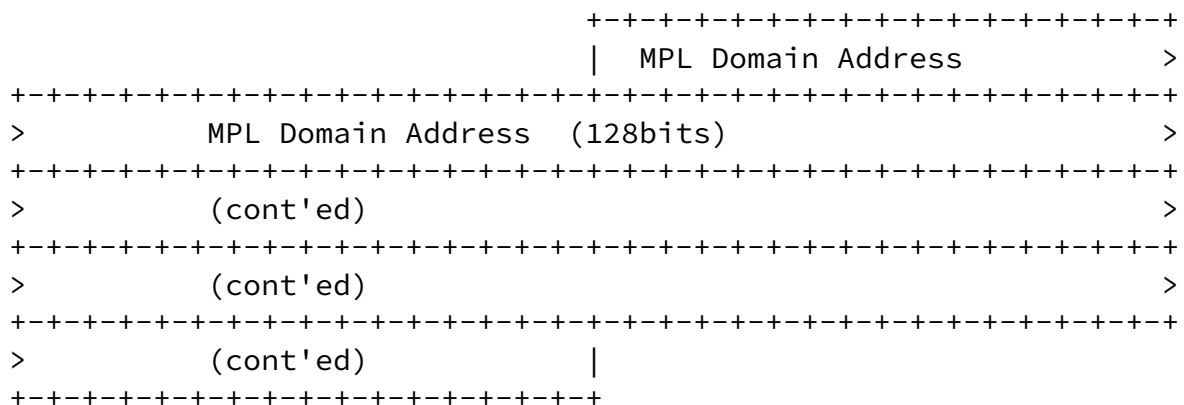 +-+-+-+-+-+-+-+-+-+-+-+-+-+-+-+-+
                                |  MPL Domain Address           >
+-+-+-+-+-+-+-+-+-+-+-+-+-+-+-+-+-+-+-+-+-+-+-+-+-+-+-+-+-+-+-+-+
>          MPL Domain Address  (128bits)                        >
+-+-+-+-+-+-+-+-+-+-+-+-+-+-+-+-+-+-+-+-+-+-+-+-+-+-+-+-+-+-+-+-+
>          (cont'ed)                                            >
+-+-+-+-+-+-+-+-+-+-+-+-+-+-+-+-+-+-+-+-+-+-+-+-+-+-+-+-+-+-+-+-+
>          (cont'ed)                                            >
+-+-+-+-+-+-+-+-+-+-+-+-+-+-+-+-+-+-+-+-+-+-+-+-+-+-+-+-+-+-+-+-+
>          (cont'ed)            |
+-+-+-+-+-+-+-+-+-+-+-+-+-+-+-+-+